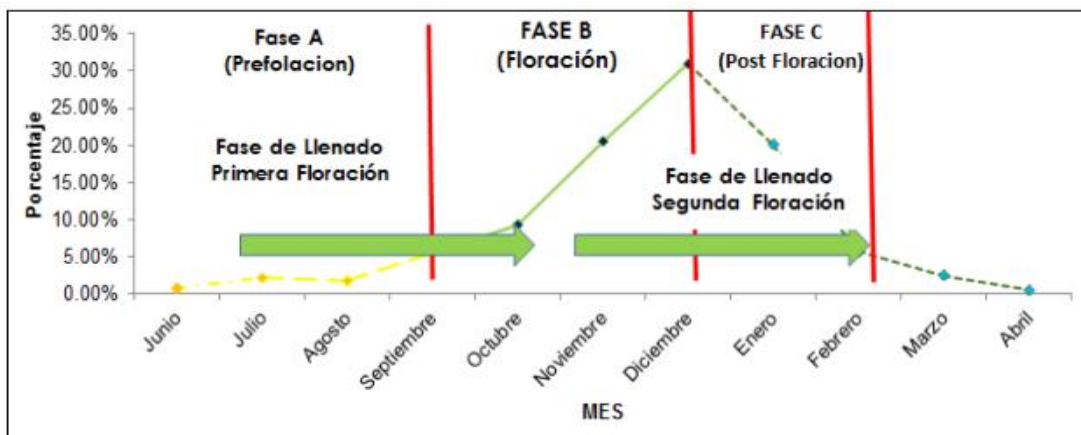 35.00%
30.00%
25.00%
20.00%
15.00%
10.00%
5.00%
0.00%
Porcentaje
Fase A
(Prefolacion)
FASE B
(Floración)
FASE C
(Post Floracion)
Fase de Llenado
Primera Floración
Fase de Llenado
Segunda Floración
Junio
Julio
Agosto
Septiembre
Octubre
Noviembre
Diciembre
Enero
Febrero
Marzo
Abril
MES